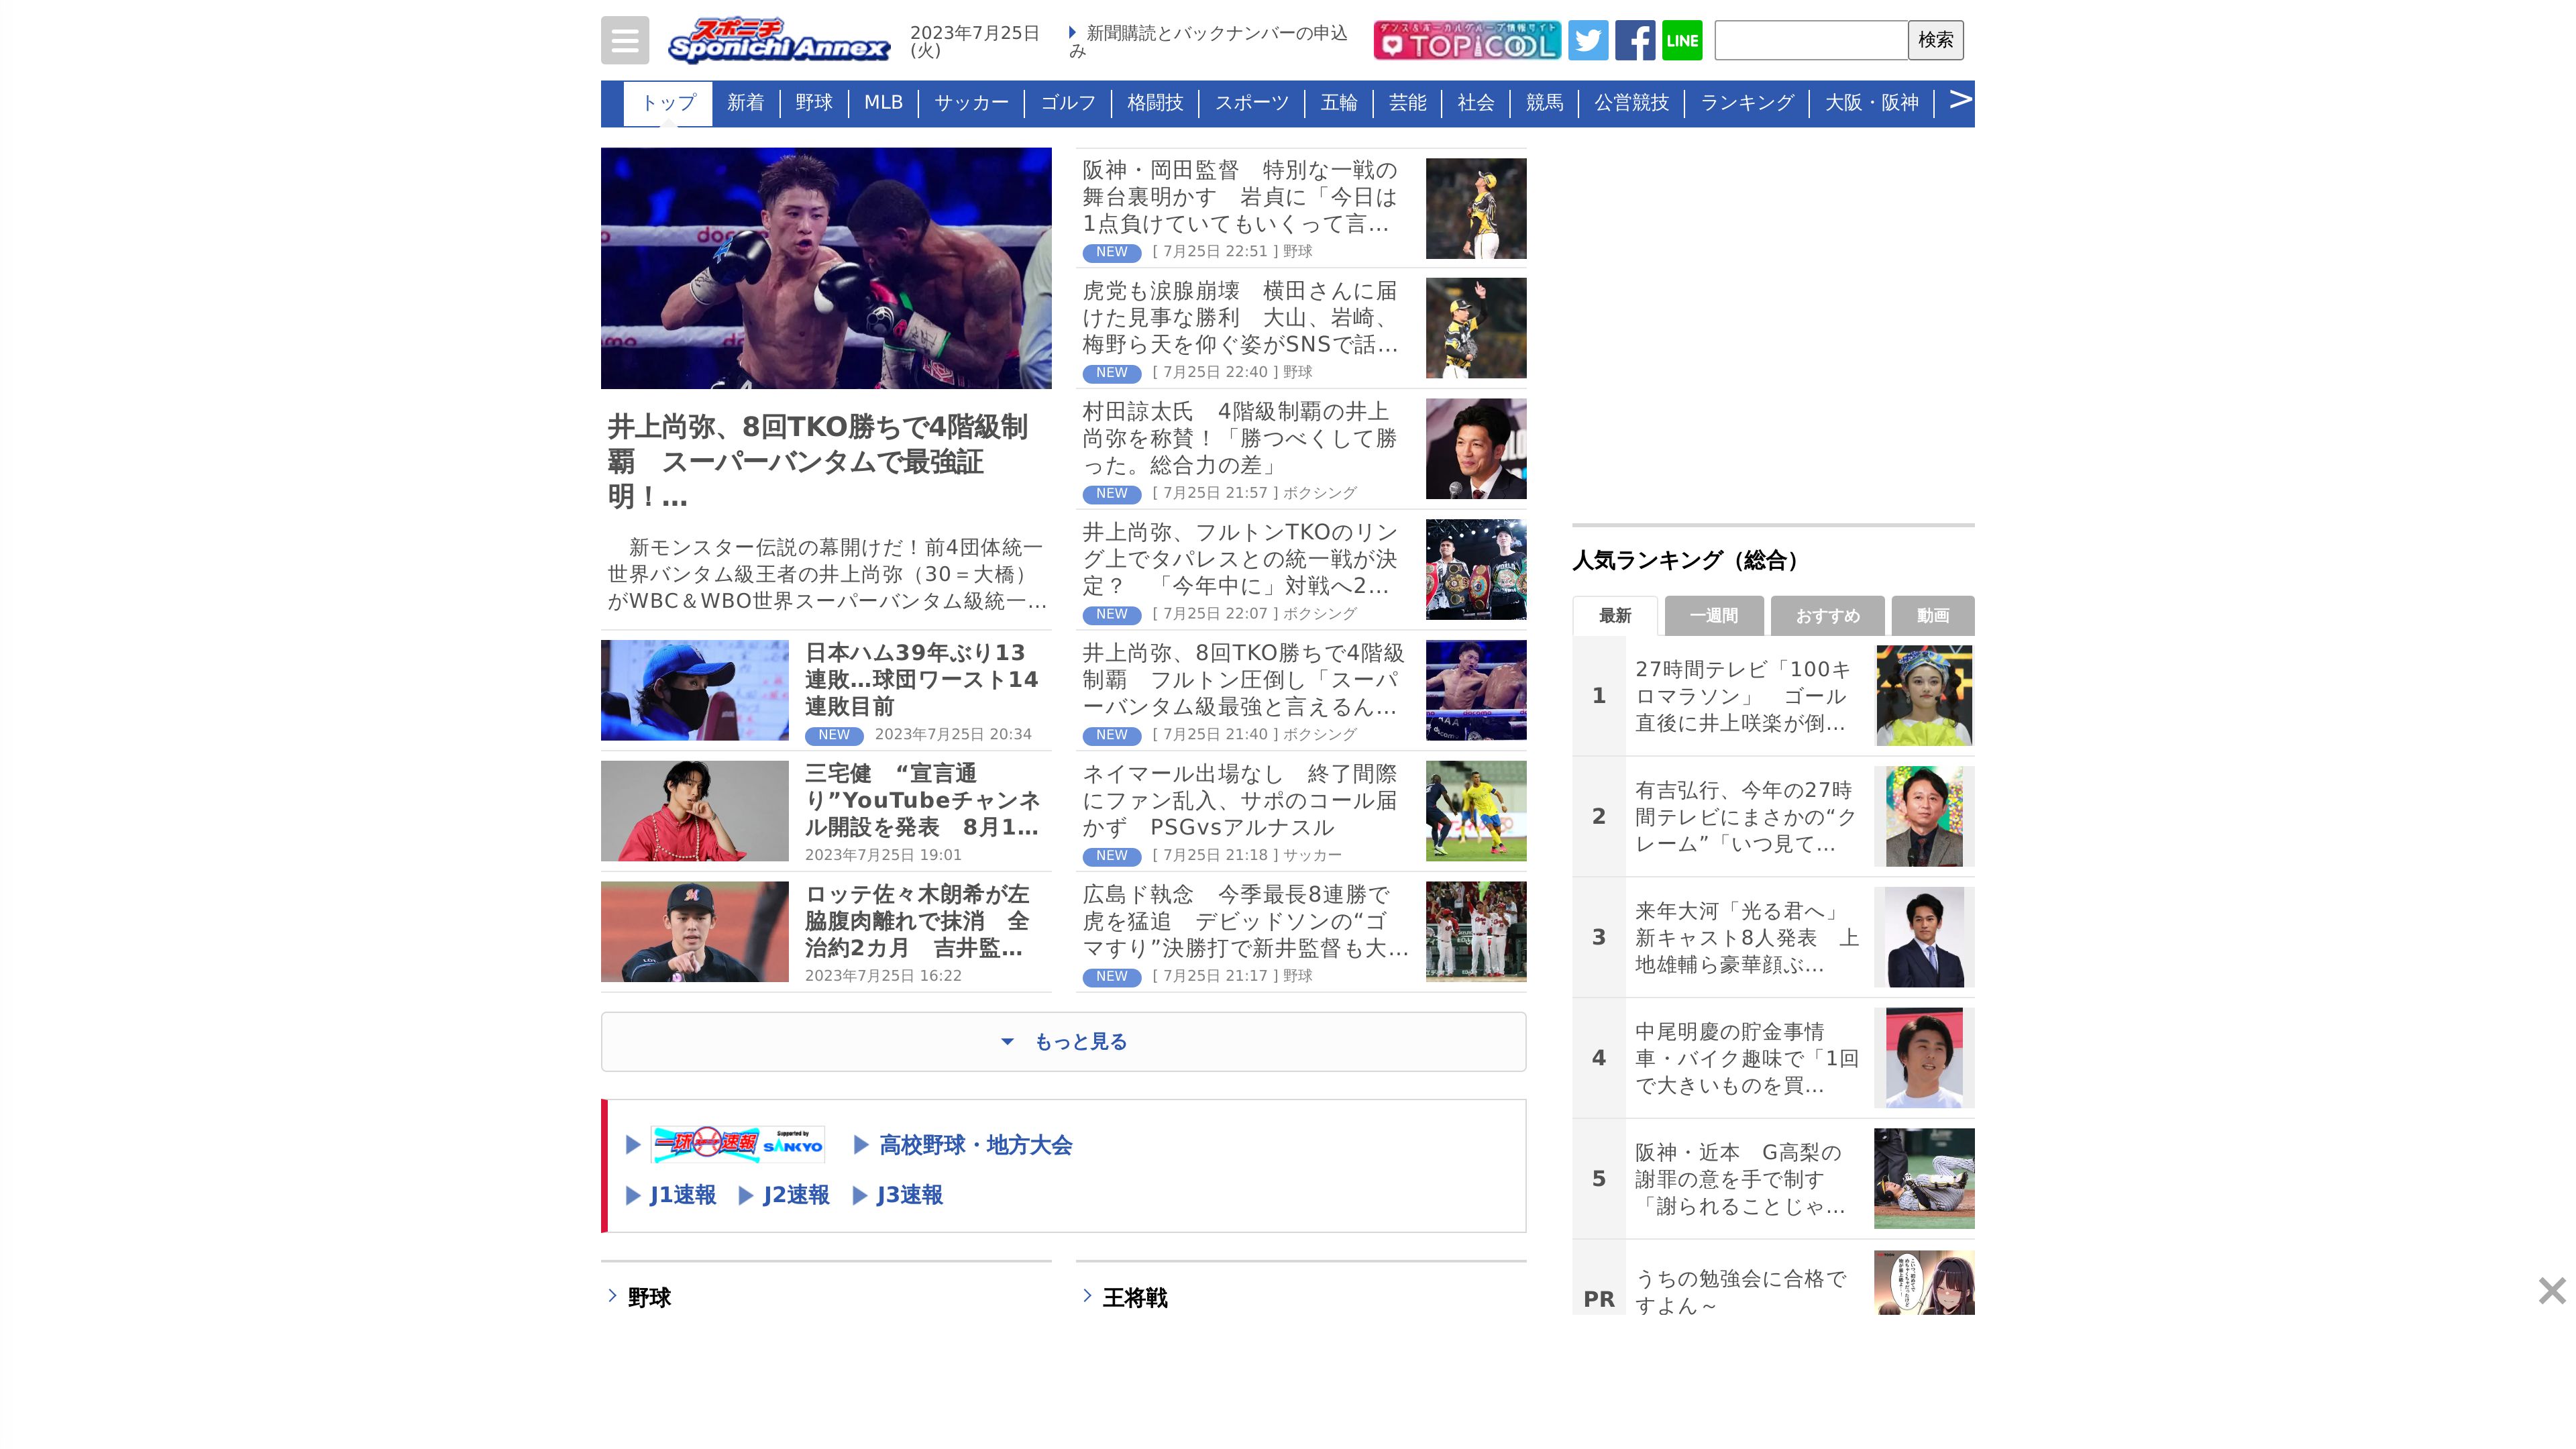 スポニチ
Sponichi Annex
2023年7月25日
(火)
新聞購読とバックナンバーの申込
み
ダンス&ボーカルグループ情報サイト
TOPICOOL
LINE
検索
トップ
新着
野球
MLB
サッカー
ゴルフ
格闘技
スポーツ
五輪
芸能
社会
競馬
公営競技
ランキング
大阪・阪神
>
井上尚弥、8回TKO勝ちで4階級制
覇　スーパーバンタムで最強証
明！…
新モンスター伝説の幕開けだ！前4団体統一
世界バンタム級王者の井上尚弥（30＝大橋）
がWBC＆WBO世界スーパーバンタム級統一…
日本ハム39年ぶり13
連敗…球団ワースト14
連敗目前
NEW 2023年7月25日 20:34
三宅健　“宣言通
り”YouTubeチャンネ
ル開設を発表　8月1…
2023年7月25日 19:01
ロッテ佐々木朗希が左
脇腹肉離れで抹消　全
治約2カ月　吉井監…
2023年7月25日 16:22
阪神・岡田監督　特別な一戦の
舞台裏明かす　岩貞に「今日は
1点負けていてもいくって言…
NEW [ 7月25日 22:51 ] 野球
虎党も涙腺崩壊　横田さんに届
けた見事な勝利　大山、岩崎、
梅野ら天を仰ぐ姿がSNSで話…
NEW [ 7月25日 22:40 ] 野球
村田諒太氏　4階級制覇の井上
尚弥を称賛！「勝つべくして勝
った。総合力の差」
NEW [ 7月25日 21:57 ] ボクシング
井上尚弥、フルトンTKOのリン
グ上でタパレスとの統一戦が決
定？　「今年中に」対戦へ2…
NEW [ 7月25日 22:07 ] ボクシング
井上尚弥、8回TKO勝ちで4階級
制覇　フルトン圧倒し「スーパ
ーバンタム級最強と言えるん…
NEW [ 7月25日 21:40 ] ボクシング
ネイマール出場なし　終了間際
にファン乱入、サポのコール届
かず　PSGvsアルナスル
NEW [ 7月25日 21:18 ] サッカー
広島ド執念　今季最長8連勝で
虎を猛追　デビッドソンの“ゴ
マすり”決勝打で新井監督も大…
NEW [ 7月25日 21:17 ] 野球
もっと見る
一球速報 Supported by SANKYO
高校野球・地方大会
J1速報
J2速報
J3速報
野球
王将戦
人気ランキング（総合）
最新
一週間
おすすめ
動画
1
27時間テレビ「100キ
ロマラソン」　ゴール
直後に井上咲楽が倒…
2
有吉弘行、今年の27時
間テレビにまさかの“ク
レーム”「いつ見て…
3
来年大河「光る君へ」
新キャスト8人発表　上
地雄輔ら豪華顔ぶ…
4
中尾明慶の貯金事情
車・バイク趣味で「1回
で大きいものを買…
5
阪神・近本　G高梨の
謝罪の意を手で制す
「謝られることじゃ…
PR
うちの勉強会に合格で
すよん～